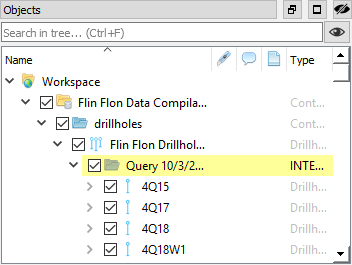 Objects
Search in tree... (Ctrl+F)
Name Type
Workspace
Flin Flon Data Compila... Cont...
drillholes Cont...
Flin Flon Drillhol... Drillh...
Query 10/3/2... INTE...
4Q15 Drillh...
4Q17 Drillh...
4Q18 Drillh...
4Q18W1 Drillh...